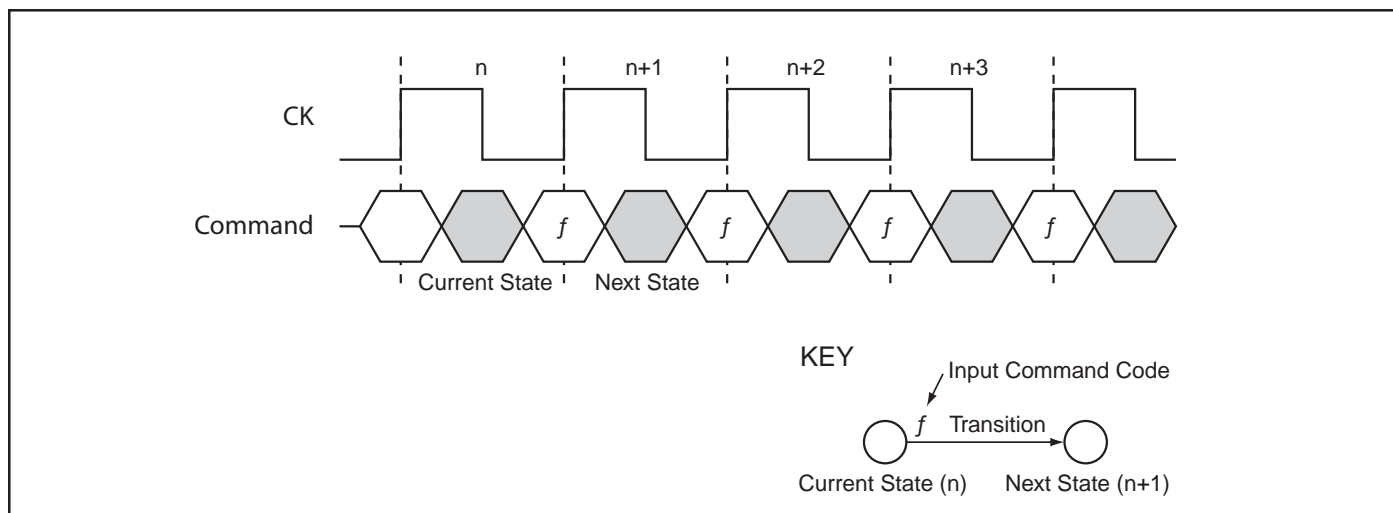 n n+1 n+2 n+3
CK
Command ƒ ƒ ƒ ƒ
Current State Next State
KEY
Input Command Code
ƒ Transition
Current State (n) Next State (n+1)